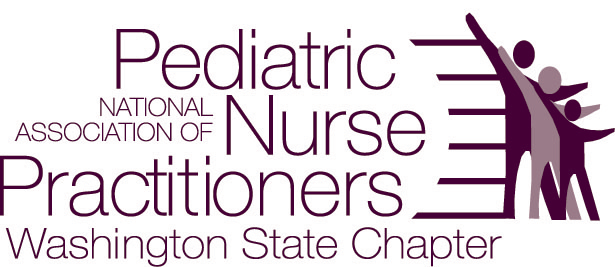 Pediatric
NATIONAL
ASSOCIATION OF Nurse
Practitioners
Washington State Chapter